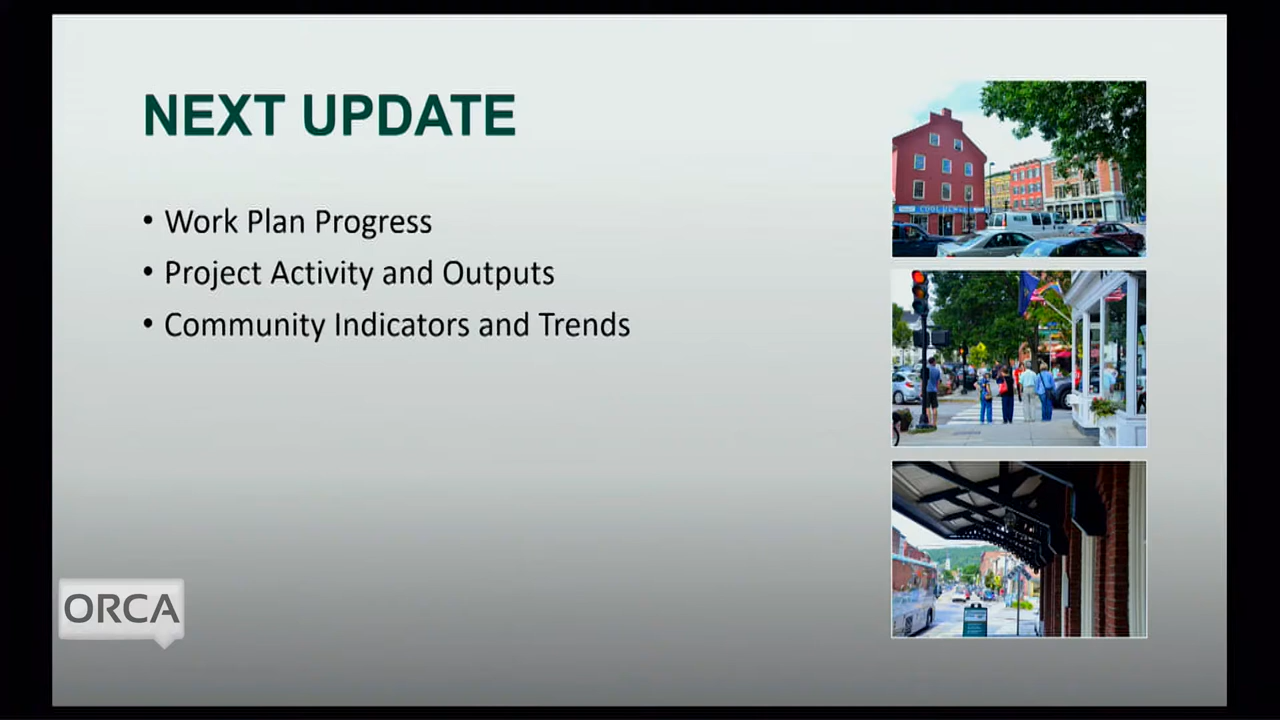 NEXT UPDATE
• Work Plan Progress
• Project Activity and Outputs
• Community Indicators and Trends
ORCA